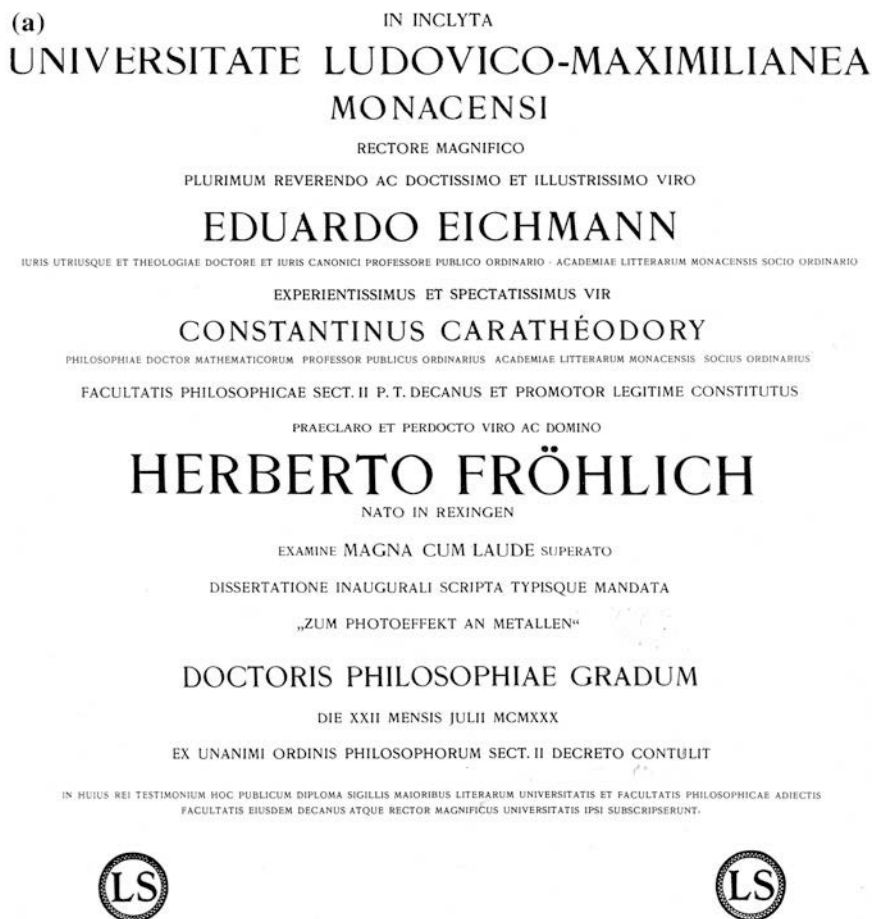 (a)
IN INCLYTA
UNIVERSITATE LUDOVICO-MAXIMILIANEA
MONACENSI
RECTORE MAGNIFICO
PLURIMUM REVERENDO AC DOCTISSIMO ET ILLUSTRISSIMO VIRO
EDUARDO EICHMANN
IURIS UTRIUSQUE ET THEOLOGIAE DOCTORE ET IURIS CANONICI PROFESSORE PUBLICO ORDINARIO · ACADEMIAE LITTERARUM MONACENSIS SOCIO ORDINARIO
EXPERIENTISSIMUS ET SPECTATISSIMUS VIR
CONSTANTINUS CARATHÉODORY
PHILOSOPHIAE DOCTOR MATHEMATICORUM PROFESSOR PUBLICUS ORDINARIUS ACADEMIAE LITTERARUM MONACENSIS SOCIUS ORDINARIUS
FACULTATIS PHILOSOPHICAE SECT. II P. T. DECANUS ET PROMOTOR LEGITIME CONSTITUTUS
PRAECLARO ET PERDOCTO VIRO AC DOMINO
HERBERTO FRÖHLICH
NATO IN REXINGEN
EXAMINE MAGNA CUM LAUDE SUPERATO
DISSERTATIONE INAUGURALI SCRIPTA TYPISQUE MANDATA
„ZUM PHOTOEFFEKT AN METALLEN“
DOCTORIS PHILOSOPHIAE GRADUM
DIE XXII MENSIS JULII MCMXXX
EX UNANIMI ORDINIS PHILOSOPHORUM SECT. II DECRETO CONTULIT
IN HUIUS REI TESTIMONIUM HOC PUBLICUM DIPLOMA SIGILLIS MAIORIBUS LITERARUM UNIVERSITATIS ET FACULTATIS PHILOSOPHICAE ADIECTIS
FACULTATIS EIUSDEM DECANUS ATQUE RECTOR MAGNIFICUS UNIVERSITATIS IPSI SUBSCRIPSERUNT.
LS LS